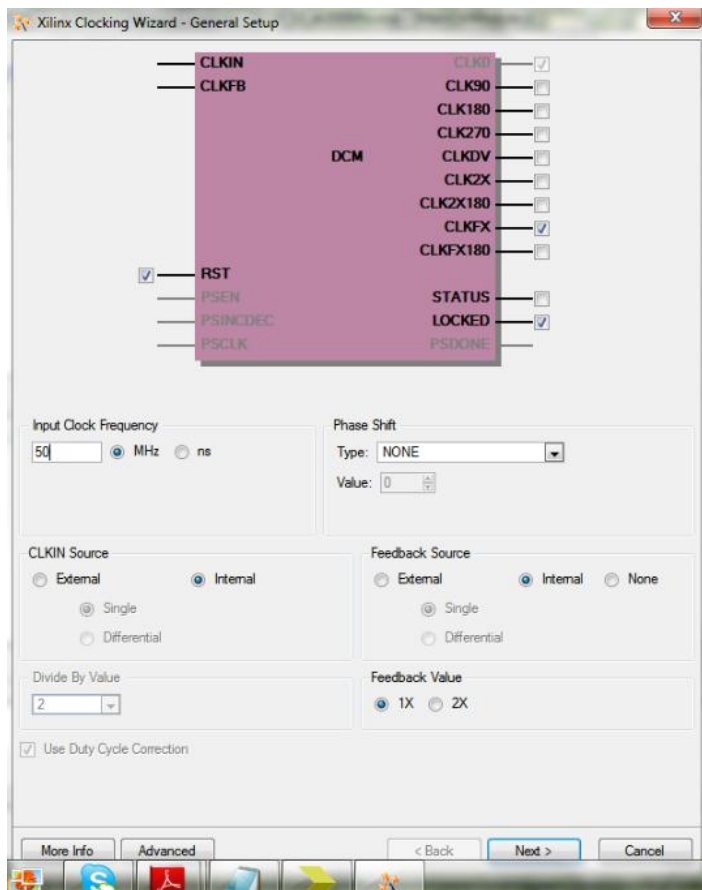 Xilinx Clocking Wizard - General Setup
CLKIN
CLK0
CLKFB
CLK90
CLK180
CLK270
DCM
CLKDV
CLK2X
CLK2X180
CLKFX
CLKFX180
RST
PSEN
STATUS
PSINCDEC
LOCKED
PSCLK
PSDONE
Input Clock Frequency
50
MHz
ns
Phase Shift
Type: NONE
Value: 0
CLKIN Source
External
Internal
Single
Differential
Feedback Source
External
Internal
None
Single
Differential
Divide By Value
2
Feedback Value
1X
2X
Use Duty Cycle Correction
More Info
Advanced
< Back
Next >
Cancel